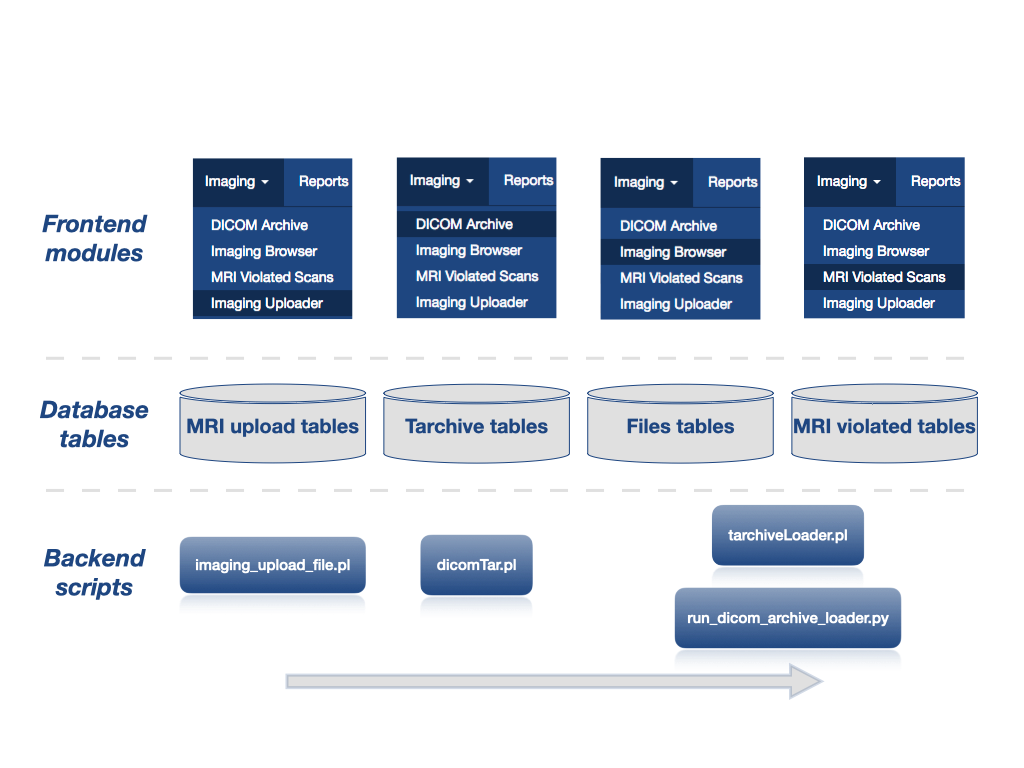 Frontend
modules
Imaging Reports
DICOM Archive
Imaging Browser
MRI Violated Scans
Imaging Uploader
Imaging Reports
DICOM Archive
Imaging Browser
MRI Violated Scans
Imaging Uploader
Imaging Reports
DICOM Archive
Imaging Browser
MRI Violated Scans
Imaging Uploader
Imaging Reports
DICOM Archive
Imaging Browser
MRI Violated Scans
Imaging Uploader
Database
tables
MRI upload tables
Tarchive tables
Files tables
MRI violated tables
Backend
scripts
imaging_upload_file.pl
dicomTar.pl
tarchiveLoader.pl
run_dicom_archive_loader.py